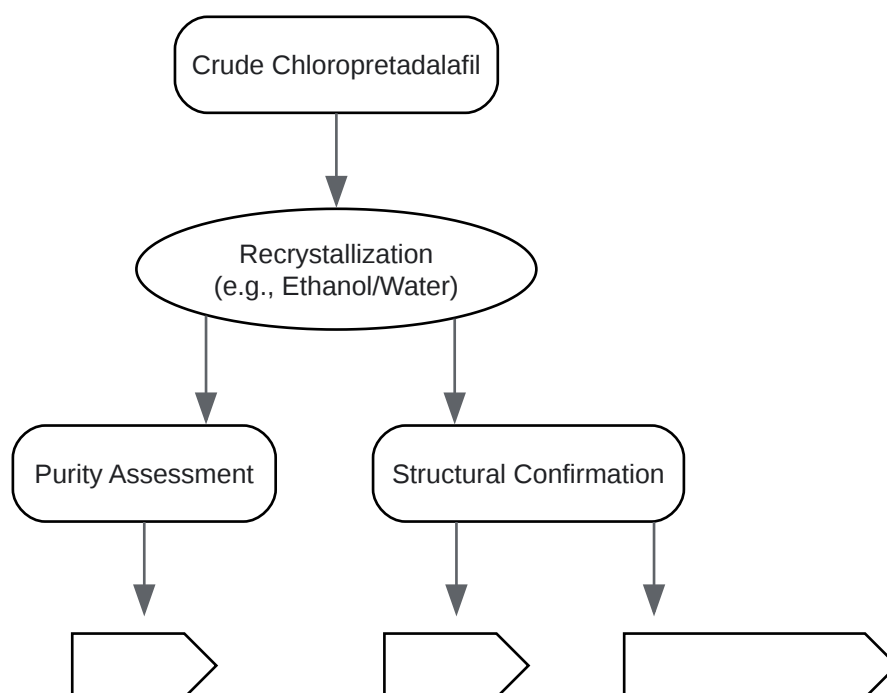 Crude Chloropretadalafil
Recrystallization
(e.g., Ethanol/Water)
Purity Assessment
Structural Confirmation